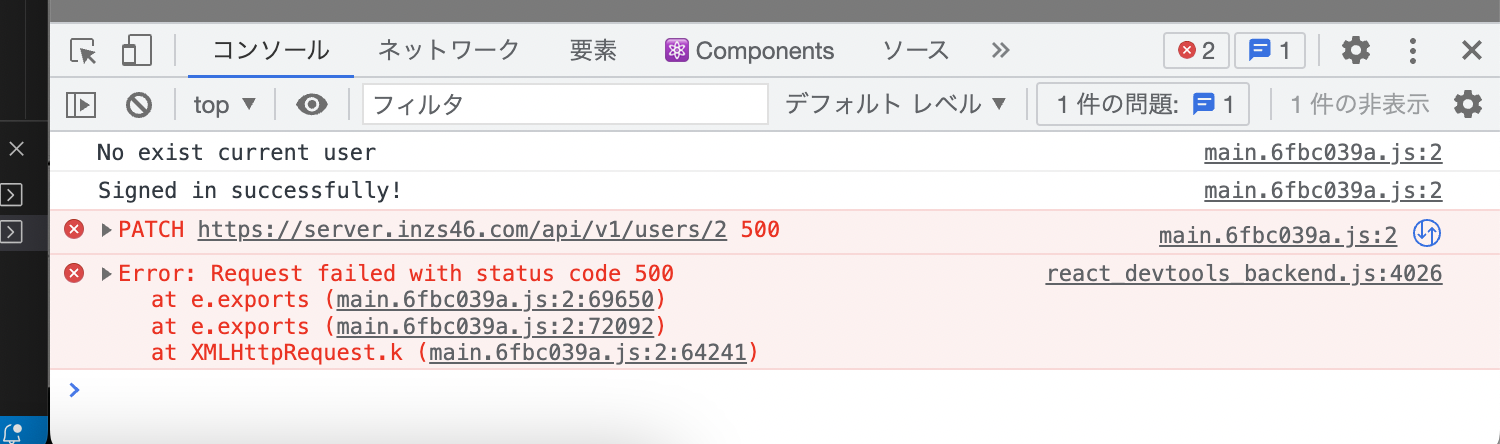 コンソール ネットワーク 要素 Components ソース 2 1
top フィルタ デフォルト レベル 1 件の問題: 1 1 件の非表示
No exist current user main.6fbc039a.js:2
Signed in successfully! main.6fbc039a.js:2
PATCH https://server.inzs46.com/api/v1/users/2 500 main.6fbc039a.js:2
Error: Request failed with status code 500 react_devtools_backend.js:4026
at e.exports (main.6fbc039a.js:2:69650)
at e.exports (main.6fbc039a.js:2:72092)
at XMLHttpRequest.k (main.6fbc039a.js:2:64241)